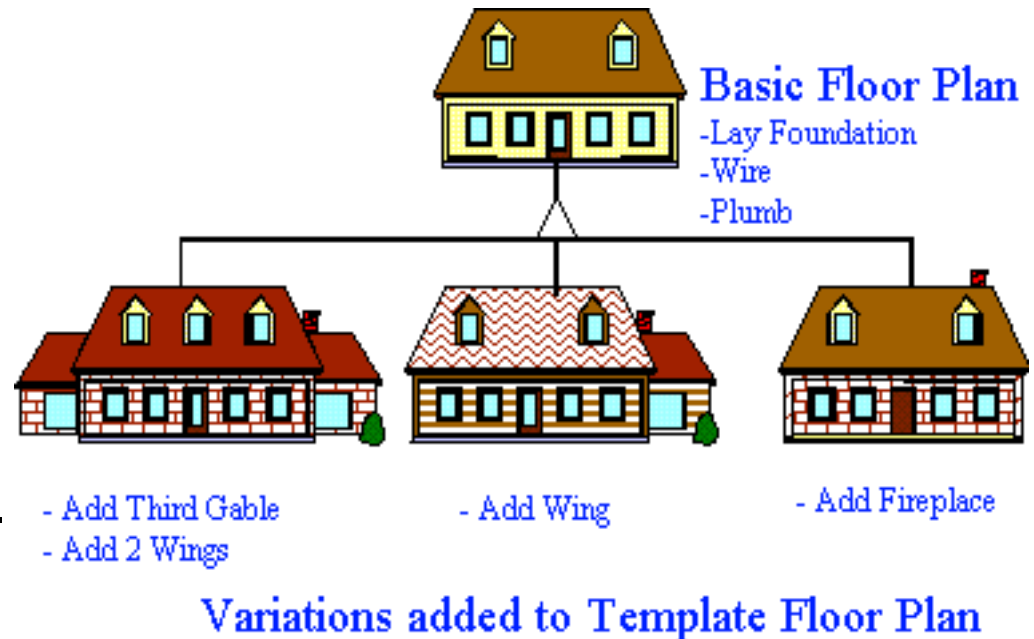 Basic Floor Plan
-Lay Foundation
-Wire
-Plumb
- Add Third Gable
- Add 2 Wings
- Add Wing
- Add Fireplace
Variations added to Template Floor Plan